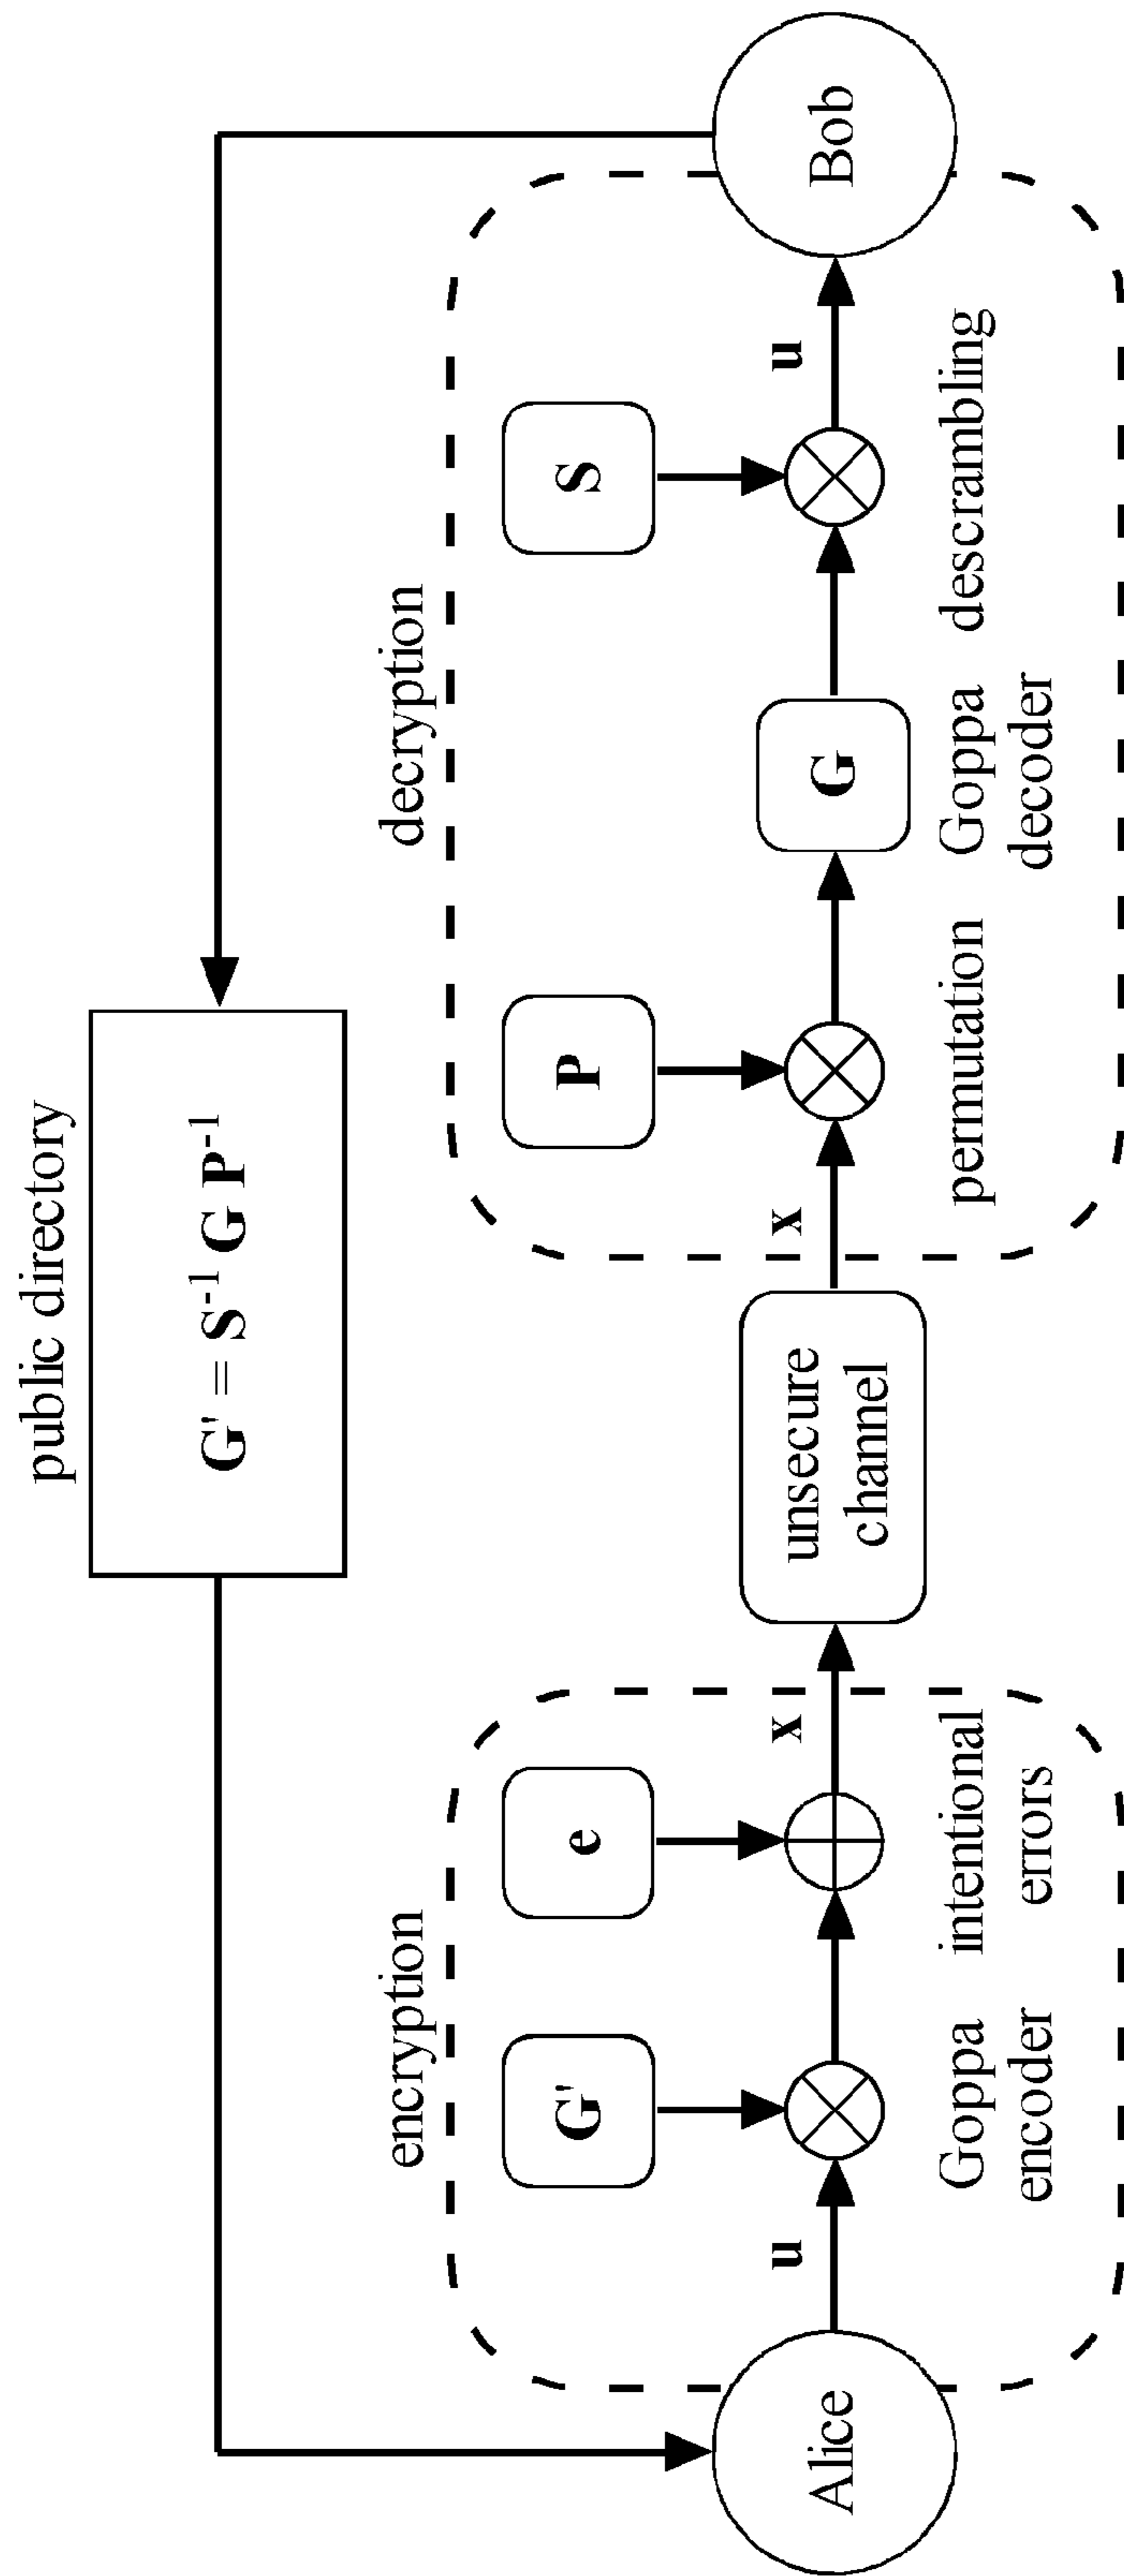 public directory
G' = S⁻¹ G P⁻¹
encryption
decryption
G'
e
P
S
u
x
x
u
Alice
unsecure
channel
G
Bob
Goppa
encoder
intentional
errors
permutation
Goppa
decoder
descrambling